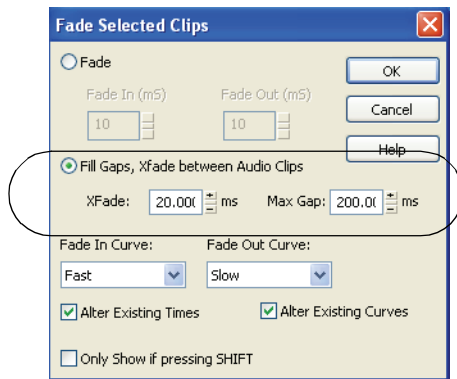 Fade Selected Clips
Fade
OK
Fade In (mS) Fade Out (mS)
10 10
Cancel
Help
Fill Gaps, Xfade between Audio Clips
XFade: 20.00( ms Max Gap: 200.0( ms
Fade In Curve: Fade Out Curve:
Fast Slow
Alter Existing Times Alter Existing Curves
Only Show if pressing SHIFT